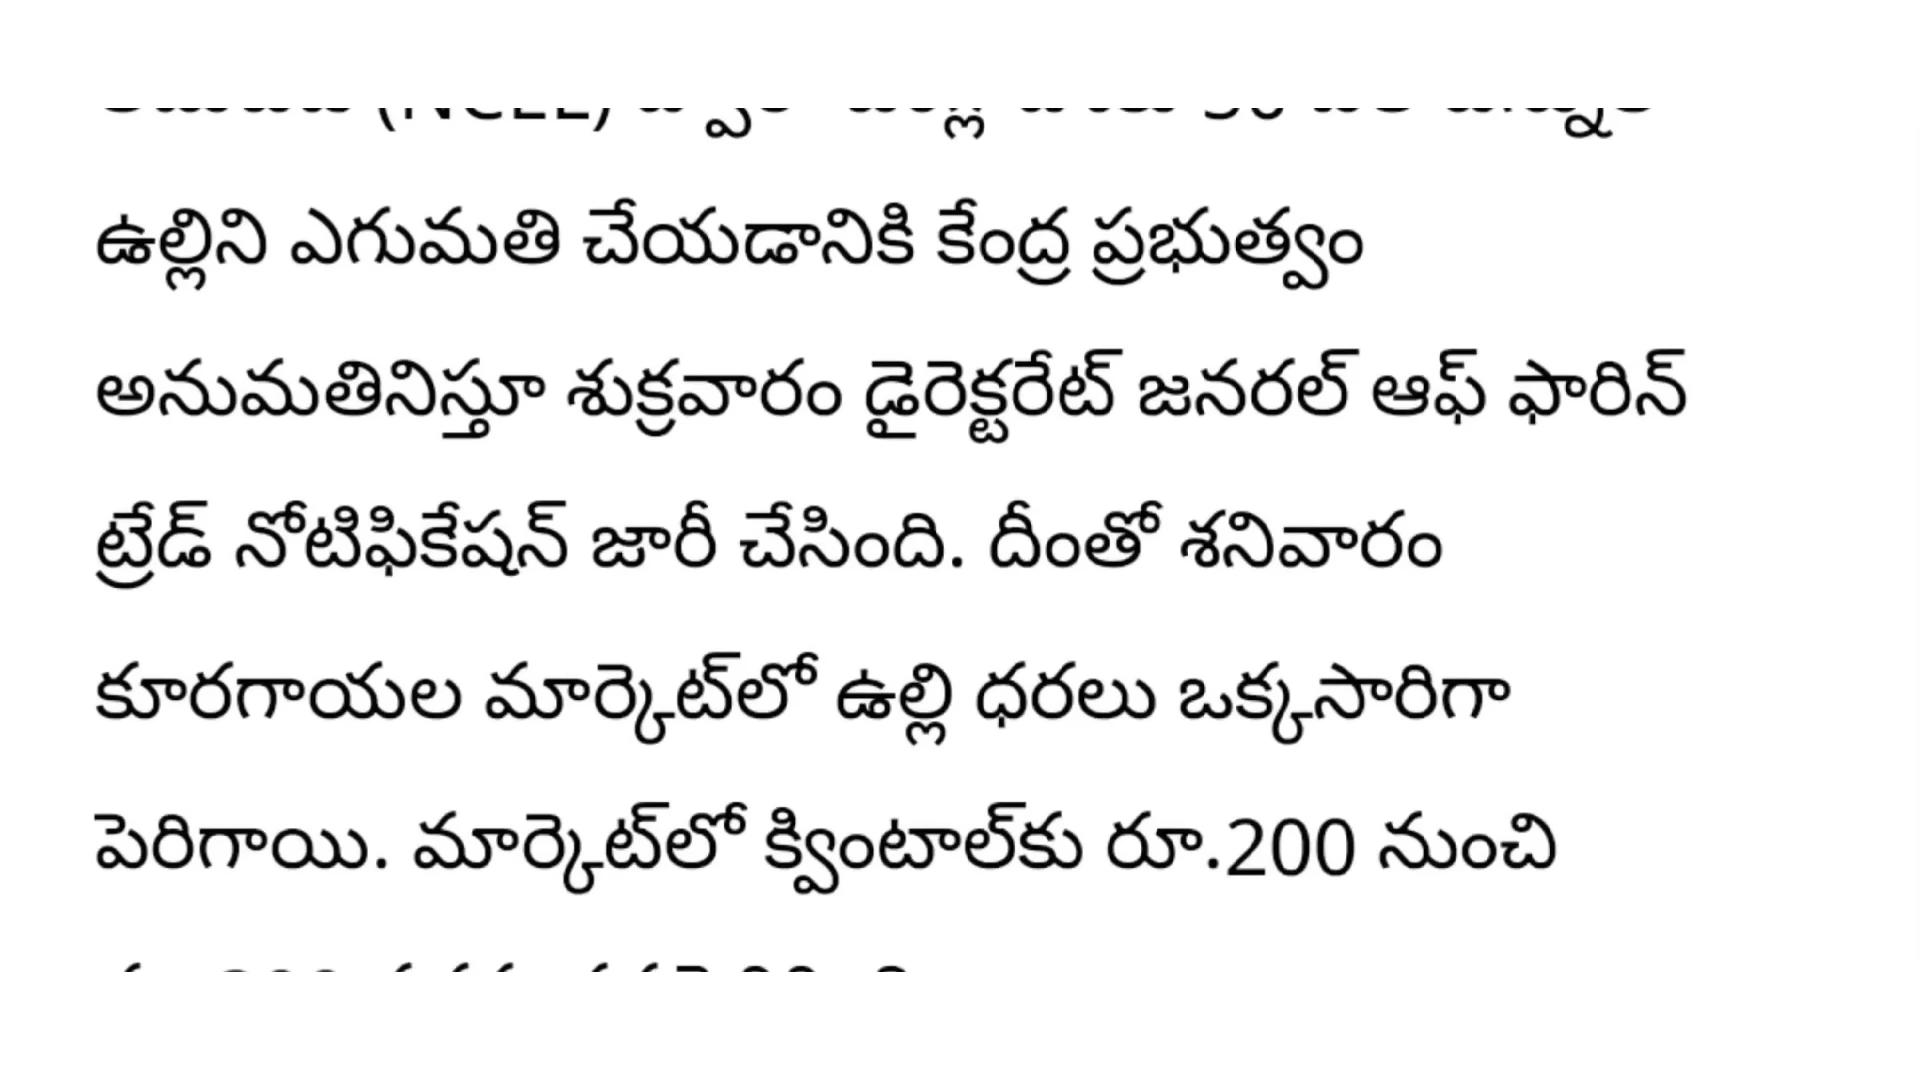 ఉల్లిని ఎగుమతి చేయడానికి కేంద్ర ప్రభుత్వం
అనుమతినిస్తూ శుక్రవారం డైరెక్టరేట్ జనరల్ ఆఫ్ ఫారిన్
ట్రేడ్ నోటిఫికేషన్ జారీ చేసింది. దీంతో శనివారం
కూరగాయల మార్కెట్‌లో ఉల్లి ధరలు ఒక్కసారిగా
పెరిగాయి. మార్కెట్‌లో క్వింటాల్‌కు రూ.200 నుంచి